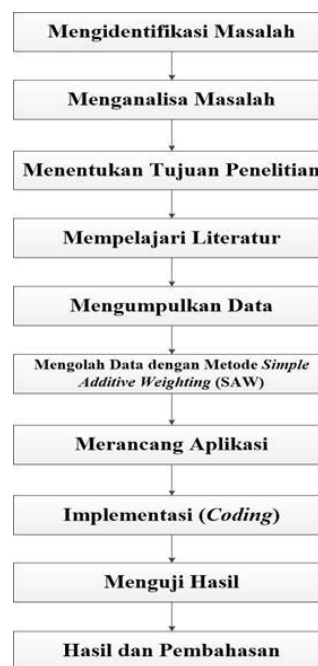 Mengidentifikasi Masalah
Menganalisa Masalah
Menentukan Tujuan Penelitian
Mempelajari Literatur
Mengumpulkan Data
Mengolah Data dengan Metode Simple
Additive Weighting (SAW)
Merancang Aplikasi
Implementasi (Coding)
Menguji Hasil
Hasil dan Pembahasan